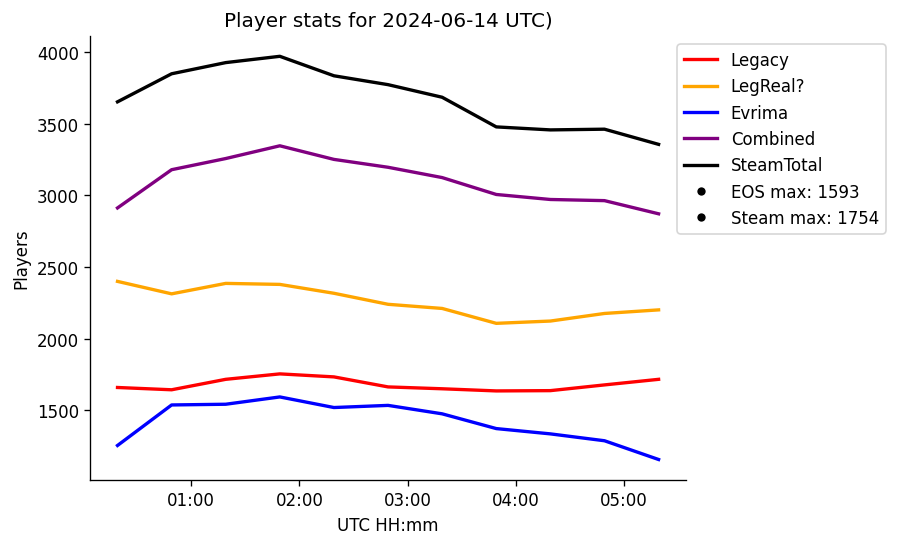 Player stats for 2024-06-14 UTC)
4000
3500
3000
2500
2000
1500
Players
01:00
02:00
03:00
04:00
05:00
UTC HH:mm
Legacy
LegReal?
Evrima
Combined
SteamTotal
EOS max: 1593
Steam max: 1754